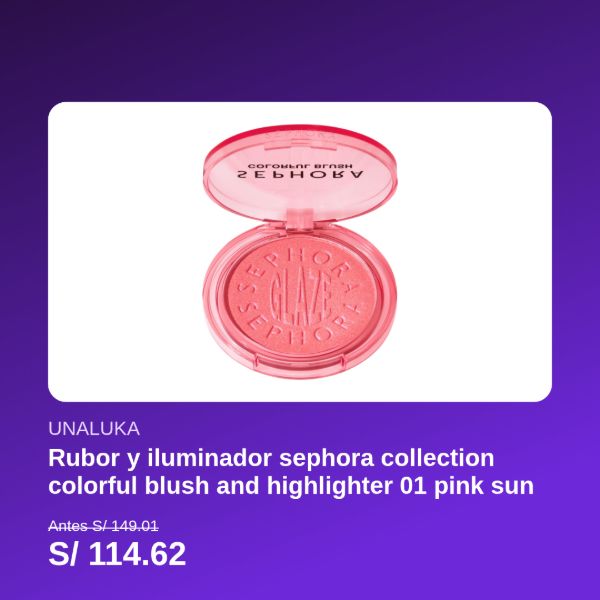 COLORFUL BLUSH
SEPHORA
SEPHORA
GLAZE
SEPHORA
UNALUKA
Rubor y iluminador sephora collection
colorful blush and highlighter 01 pink sun
Antes S/ 149.01
S/ 114.62